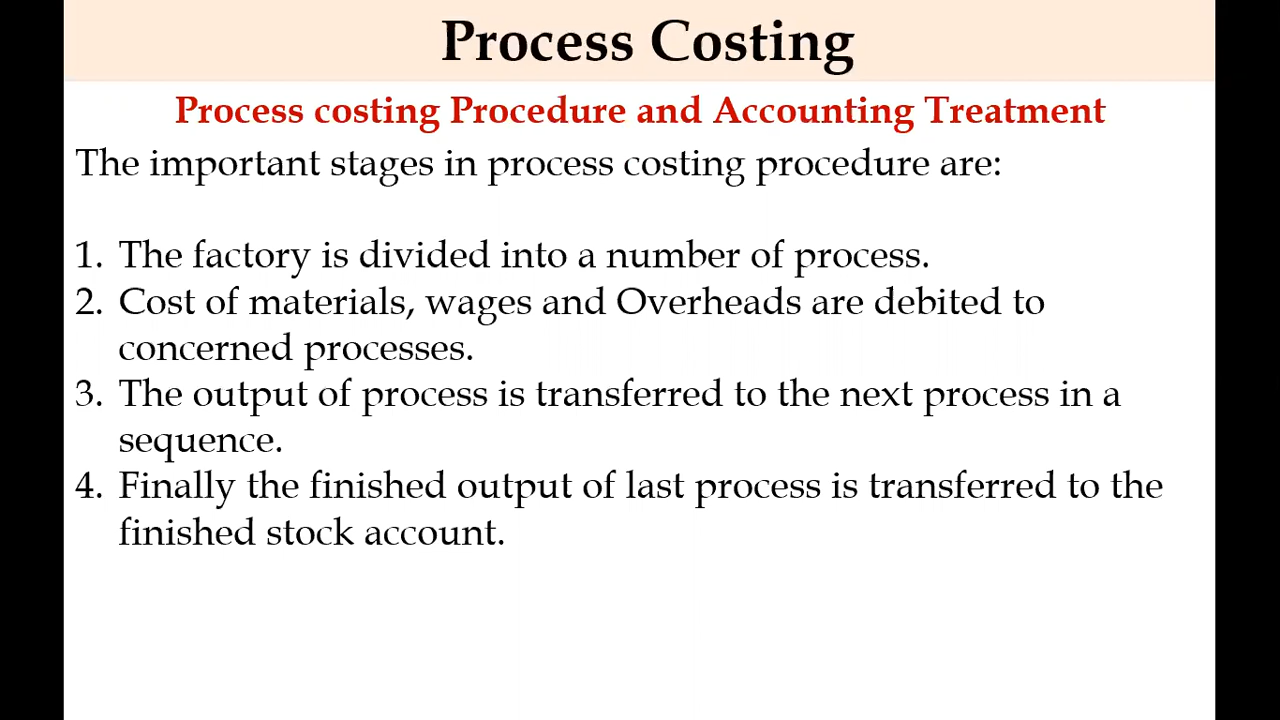 Process Costing
Process costing Procedure and Accounting Treatment
The important stages in process costing procedure are:
1. The factory is divided into a number of process.
2. Cost of materials, wages and Overheads are debited to
concerned processes.
3. The output of process is transferred to the next process in a
sequence.
4. Finally the finished output of last process is transferred to the
finished stock account.